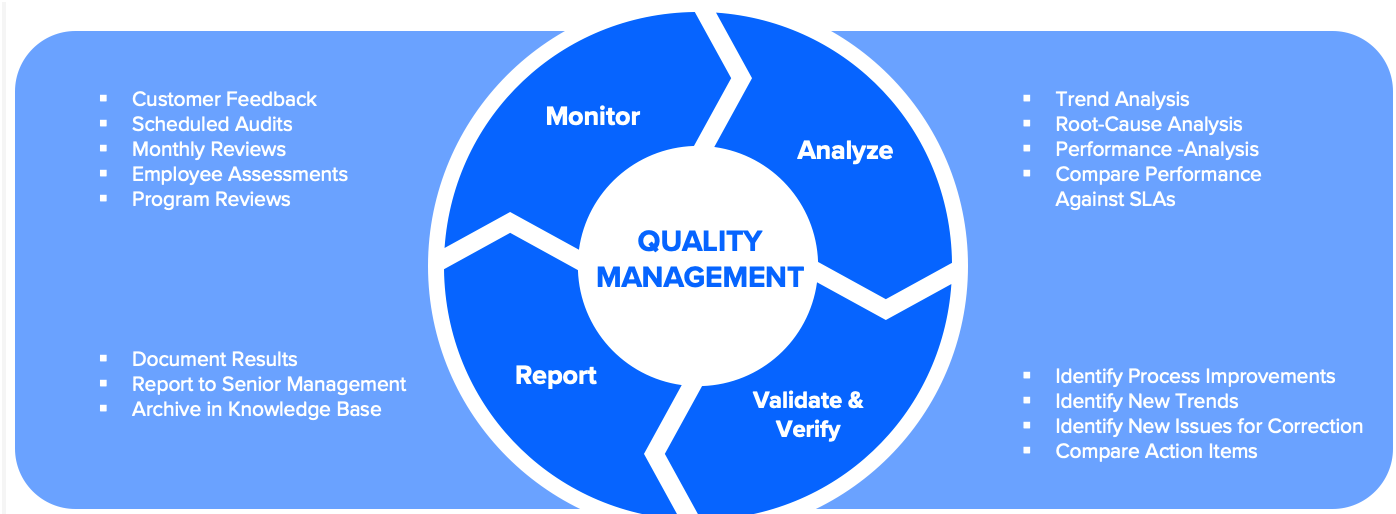 Customer Feedback
Scheduled Audits
Monthly Reviews
Employee Assessments
Program Reviews
Monitor
Analyze
Trend Analysis
Root-Cause Analysis
Performance -Analysis
Compare Performance
Against SLAs
QUALITY
MANAGEMENT
Document Results
Report to Senior Management
Archive in Knowledge Base
Report
Validate &
Verify
Identify Process Improvements
Identify New Trends
Identify New Issues for Correction
Compare Action Items